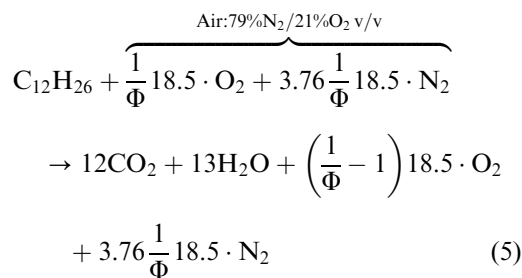 Air:79%N₂/21%O₂ v/v
C₁₂H₂₆ + 1/Φ 18.5 · O₂ + 3.76 1/Φ 18.5 · N₂
→ 12CO₂ + 13H₂O + (1/Φ − 1) 18.5 · O₂
+ 3.76 1/Φ 18.5 · N₂ (5)